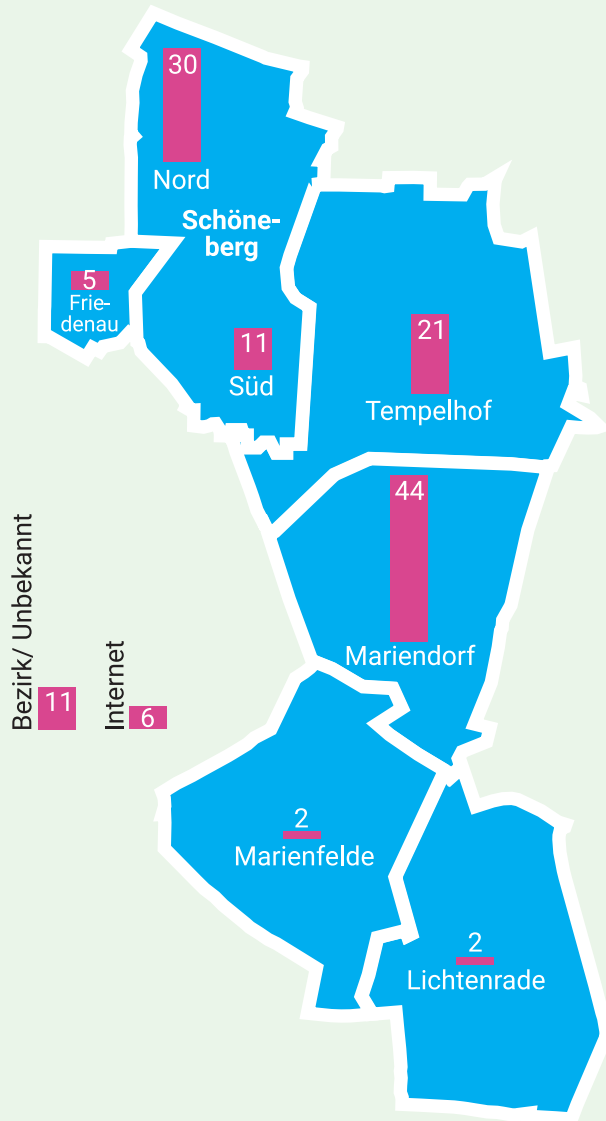 30
Nord
Schöne-
berg
5
Frie-
denau
11
Süd
21
Tempelhof
44
Mariendorf
Bezirk/ Unbekannt
11
Internet
6
2
Marienfelde
2
Lichtenrade